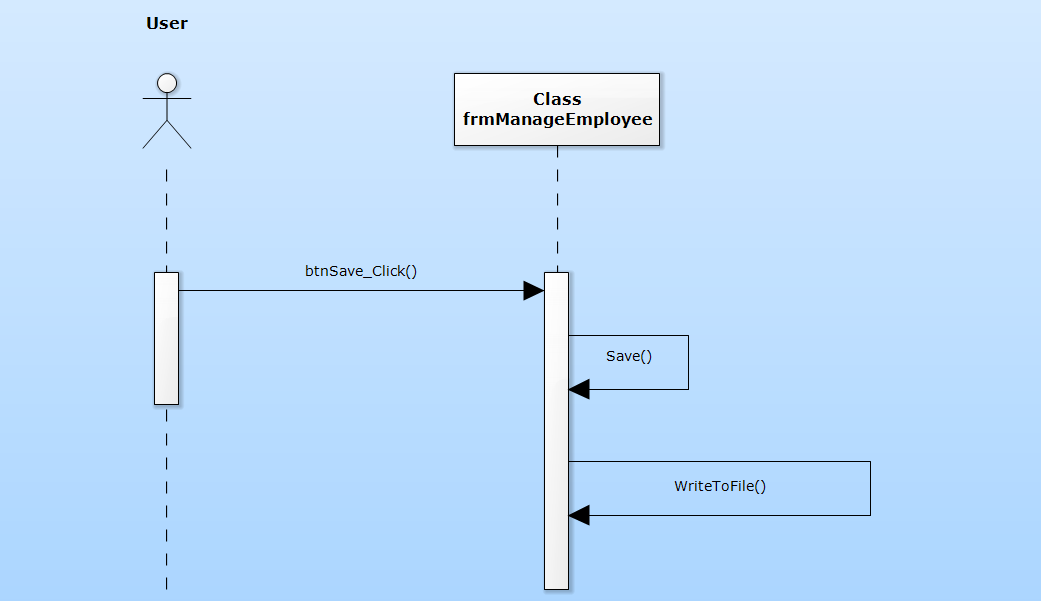 User
Class
frmManageEmployee
btnSave_Click()
Save()
WriteToFile()